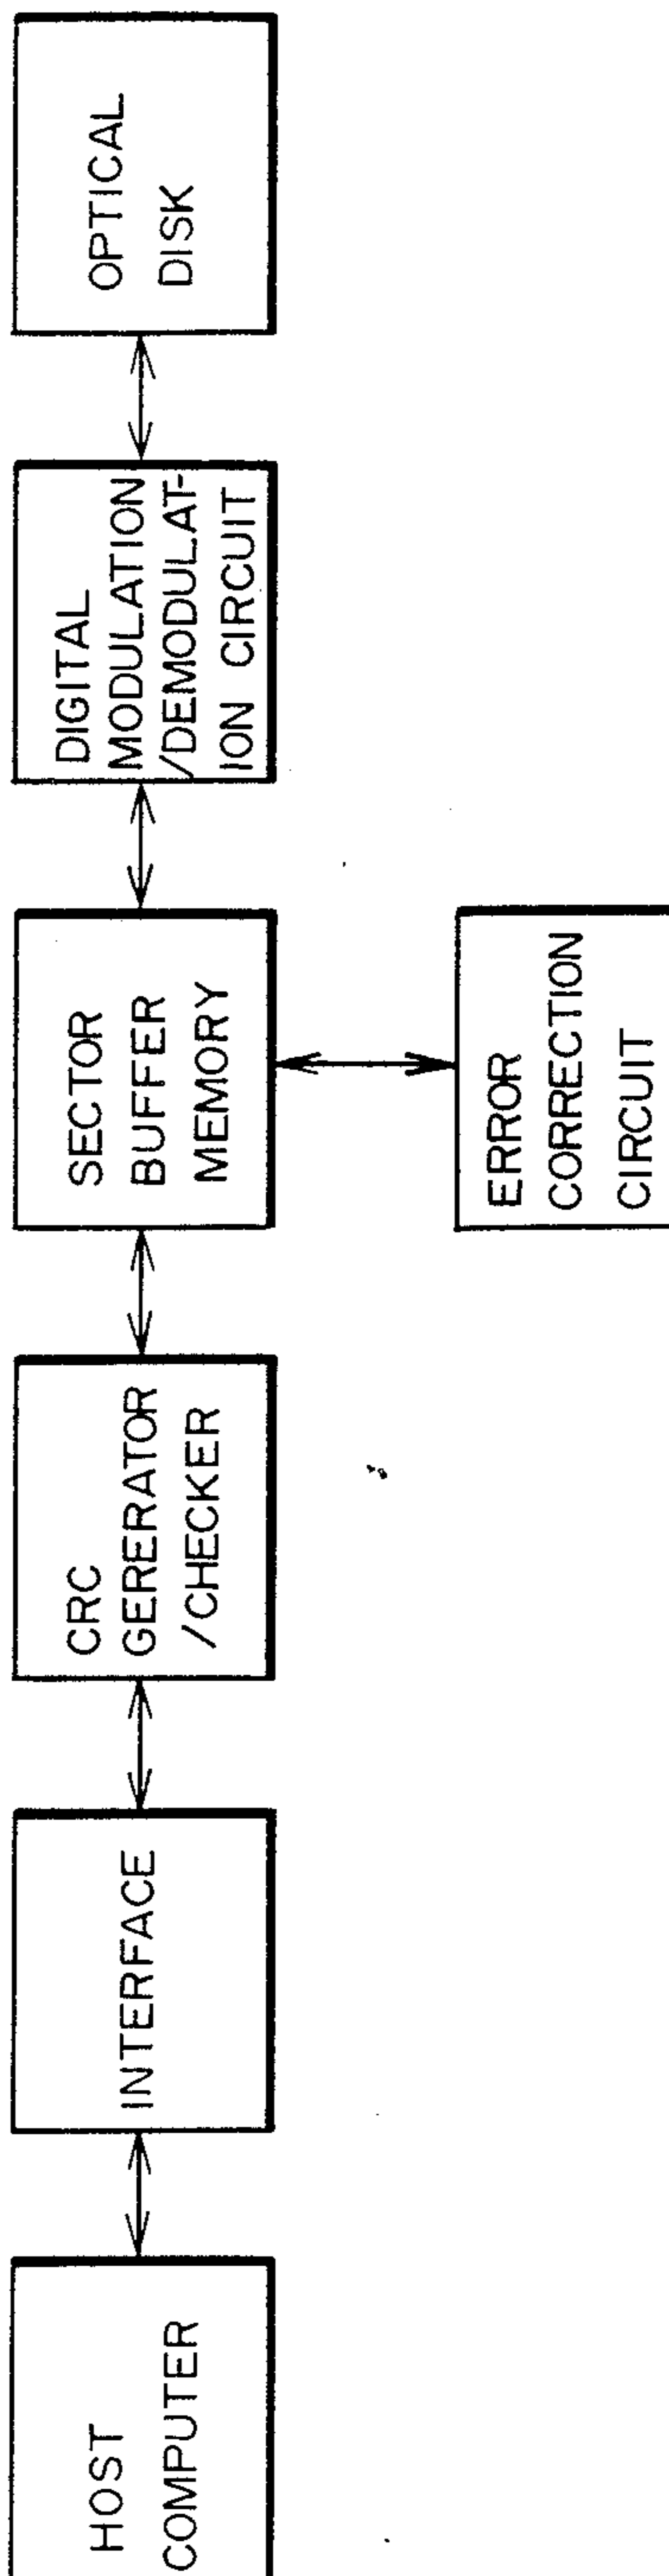 HOST
COMPUTER
INTERFACE
CRC
GERERATOR
/CHECKER
SECTOR
BUFFER
MEMORY
DIGITAL
MODULATION
/DEMODULAT-
ION CIRCUIT
OPTICAL
DISK
ERROR
CORRECTION
CIRCUIT